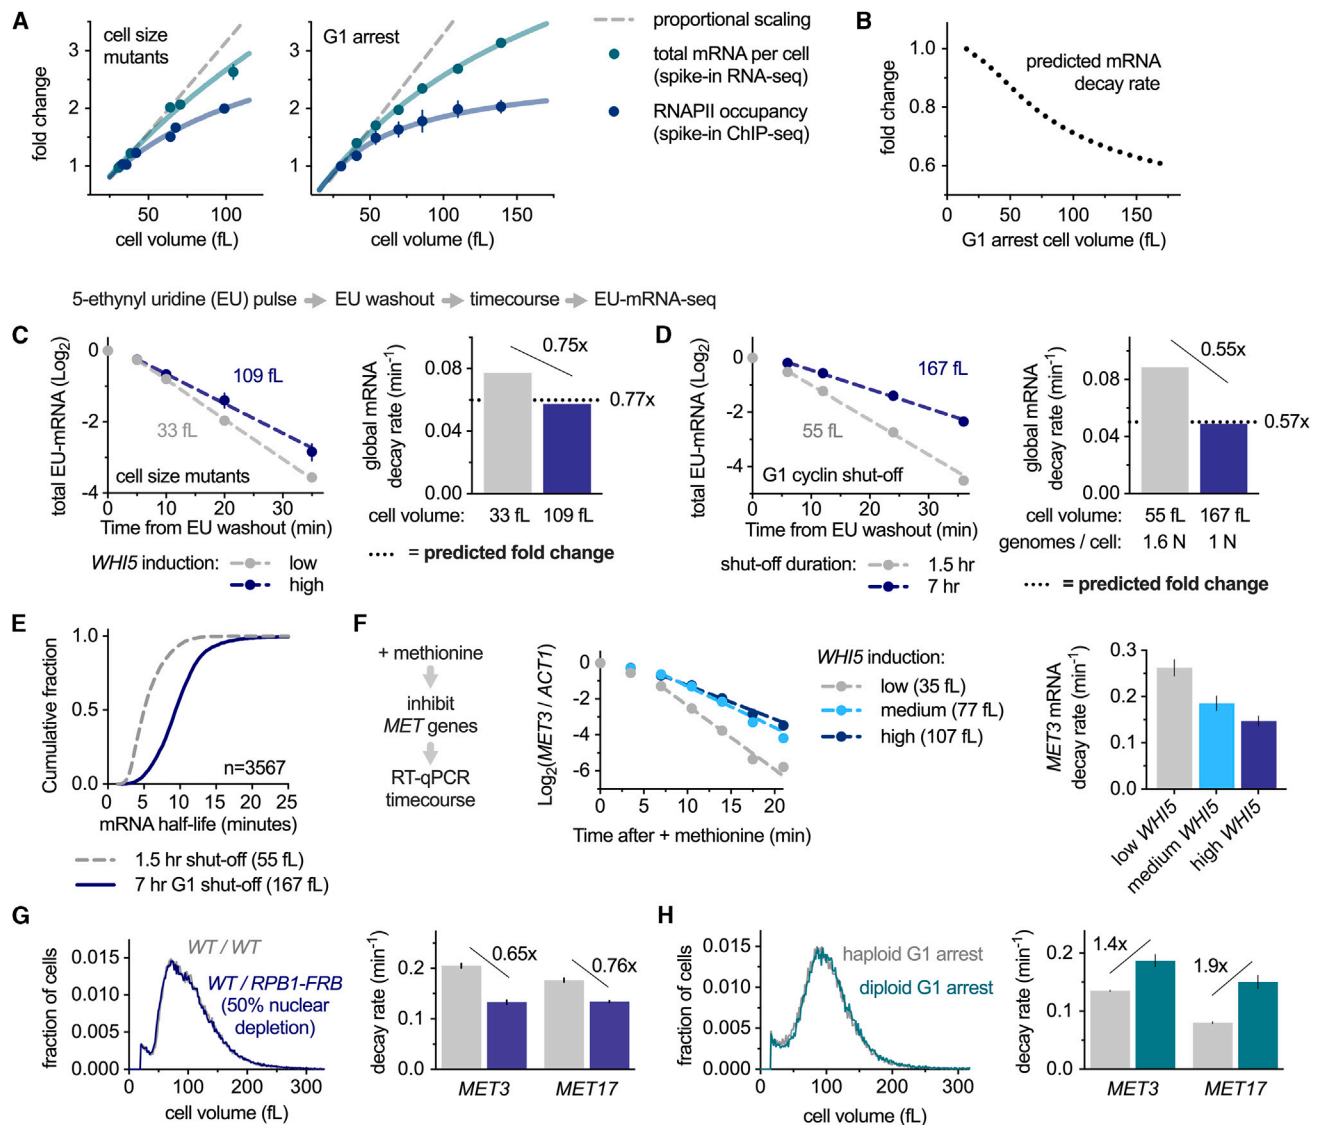 A
cell size
mutants
G1 arrest
fold change
3
2
1
50
100
cell volume (fL)
3
2
1
50
100
150
cell volume (fL)
proportional scaling
total mRNA per cell
(spike-in RNA-seq)
RNAPII occupancy
(spike-in ChIP-seq)
B
predicted mRNA
decay rate
fold change
1.0
0.8
0.6
0
50
100
150
G1 arrest cell volume (fL)
5-ethynyl uridine (EU) pulse
EU washout
timecourse
EU-mRNA-seq
C
total EU-mRNA (Log2)
0
-2
-4
109 fL
33 fL
cell size mutants
0
10
20
30
Time from EU washout (min)
WHI5 induction:
low
high
global mRNA
decay rate (min-1)
0.08
0.04
0.00
0.75x
0.77x
cell volume:
33 fL
109 fL
= predicted fold change
D
total EU-mRNA (Log2)
0
-2
-4
167 fL
55 fL
G1 cyclin shut-off
0
10
20
30
Time from EU washout (min)
shut-off duration:
1.5 hr
7 hr
global mRNA
decay rate (min-1)
0.08
0.04
0.00
0.55x
0.57x
cell volume:
55 fL
167 fL
genomes / cell:
1.6 N
1 N
= predicted fold change
E
Cumulative fraction
1.0
0.5
0.0
n=3567
0
5
10
15
20
25
mRNA half-life (minutes)
1.5 hr shut-off (55 fL)
7 hr G1 shut-off (167 fL)
F
+ methionine
inhibit
MET genes
RT-qPCR
timecourse
Log2(MET3 / ACT1)
0
-2
-4
-6
0
5
10
15
20
Time after + methionine (min)
WHI5 induction:
low (35 fL)
medium (77 fL)
high (107 fL)
MET3 mRNA
decay rate (min-1)
0.3
0.2
0.1
0.0
low WHI5
medium WHI5
high WHI5
G
fraction of cells
0.015
0.010
0.005
0.000
WT / WT
WT / RPB1-FRB
(50% nuclear
depletion)
0
100
200
300
cell volume (fL)
decay rate (min-1)
0.2
0.1
0.0
0.65x
0.76x
MET3
MET17
H
fraction of cells
0.015
0.010
0.005
0.000
haploid G1 arrest
diploid G1 arrest
0
100
200
300
cell volume (fL)
decay rate (min-1)
0.2
0.1
0.0
1.4x
1.9x
MET3
MET17